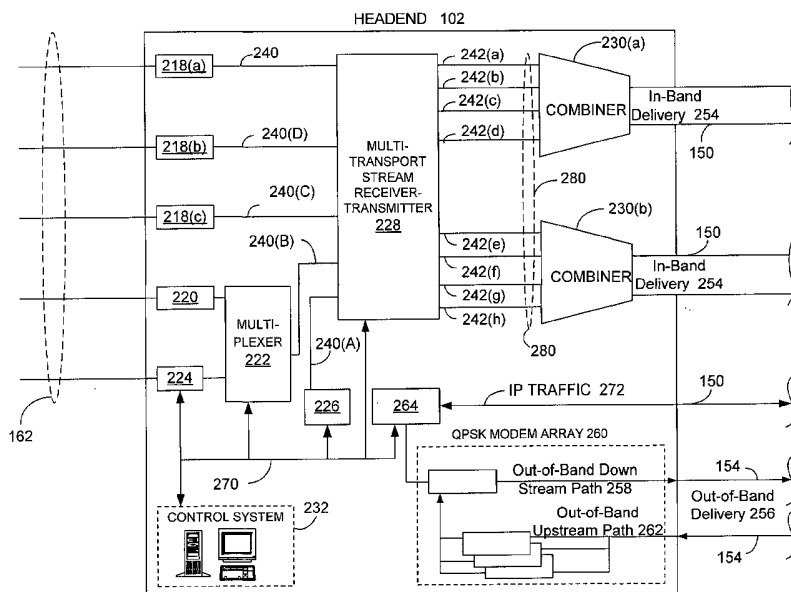 HEADEND 102
218(a)
240
218(b)
240(D)
218(c)
240(C)
240(B)
220
MULTI-
PLEXER
222
224
240(A)
226
162
MULTI-
TRANSPORT
STREAM
RECEIVER-
TRANSMITTER
228
242(a)
242(b)
242(c)
242(d)
230(a)
COMBINER
In-Band
Delivery 254
150
280
230(b)
242(e)
242(f)
242(g)
242(h)
280
COMBINER
150
In-Band
Delivery 254
264
IP TRAFFIC 272
150
QPSK MODEM ARRAY 260
Out-of-Band Down
Stream Path 258
154
Out-of-Band
Delivery 256
Out-of-Band
Upstream Path 262
154
270
CONTROL SYSTEM
232